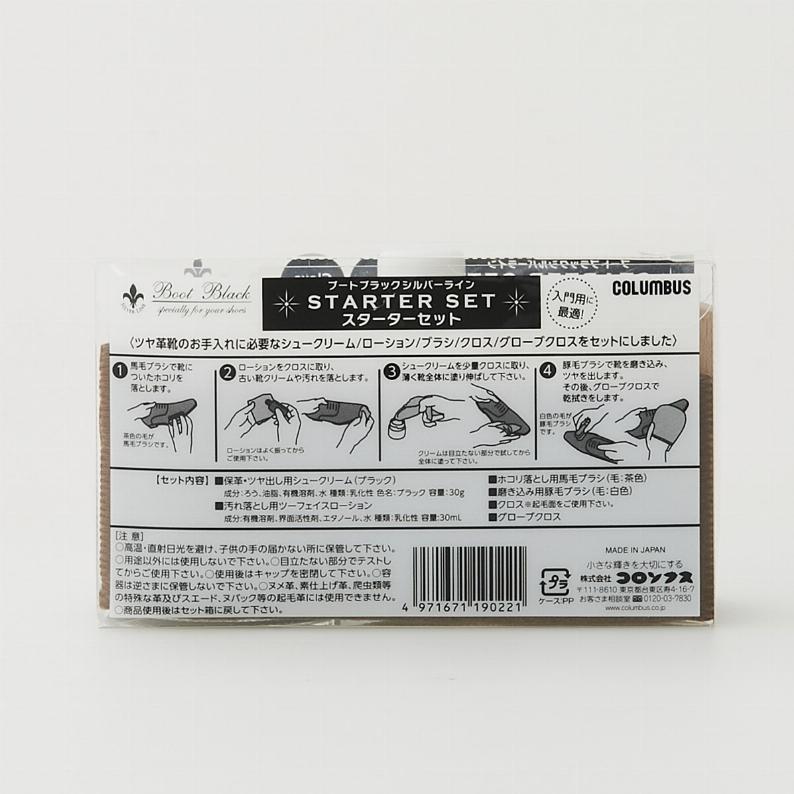 Boot Black
SILVER LINE
specially for your shoes
ブートブラックシルバーライン
STARTER SET
スターターセット
入門用に
最適!
COLUMBUS
〈ツヤ革靴のお手入れに必要なシュークリーム/ローション/ブラシ/クロス/グローブクロスをセットにしました〉
1 馬毛ブラシで靴に
ついたホコリを
落とします。
茶色の毛が
馬毛ブラシです。
2 ローションをクロスに取り、
古い靴クリームや汚れを落とします。
ローションはよく振ってから
ご使用下さい。
3 シュークリームを少量クロスに取り、
薄く靴全体に塗り伸ばして下さい。
クリームは目立たない部分で試してから
全体に塗って下さい。
4 豚毛ブラシで靴を磨き込み、
ツヤを出します。
その後、グローブクロスで
乾拭きをします。
白色の毛が
豚毛ブラシ
です。
【セット内容】■保革・ツヤ出し用シュークリーム(ブラック)
成分:ろう、油脂、有機溶剤、水 種類:乳化性 色名:ブラック 容量:30g
■汚れ落とし用ツーフェイスローション
成分:有機溶剤、界面活性剤、エタノール、水 種類:乳化性 容量:30mL
■ホコリ落とし用馬毛ブラシ(毛:茶色)
■磨き込み用豚毛ブラシ(毛:白色)
■クロス※起毛面をご使用下さい。
■グローブクロス
[注 意]
○高温・直射日光を避け、子供の手の届かない所に保管して下さい。
○用途以外には使用しないで下さい。○目立たない部分でテストし
てからご使用下さい。○使用後はキャップを密閉して下さい。○容
器は逆さまに保管しないで下さい。○ヌメ革、素仕上げ革、爬虫類等
の特殊な革及びスエード、ヌバック等の起毛革には使用できません。
○商品使用後はセット箱に戻して下さい。
4 971671 190221
プラ
ケース:PP
MADE IN JAPAN
小さな輝きを大切にする
株式会社 コロンブス
〒111-8610 東京都台東区寿4-16-7
お客さま相談室 0120-03-7830
www.columbus.co.jp